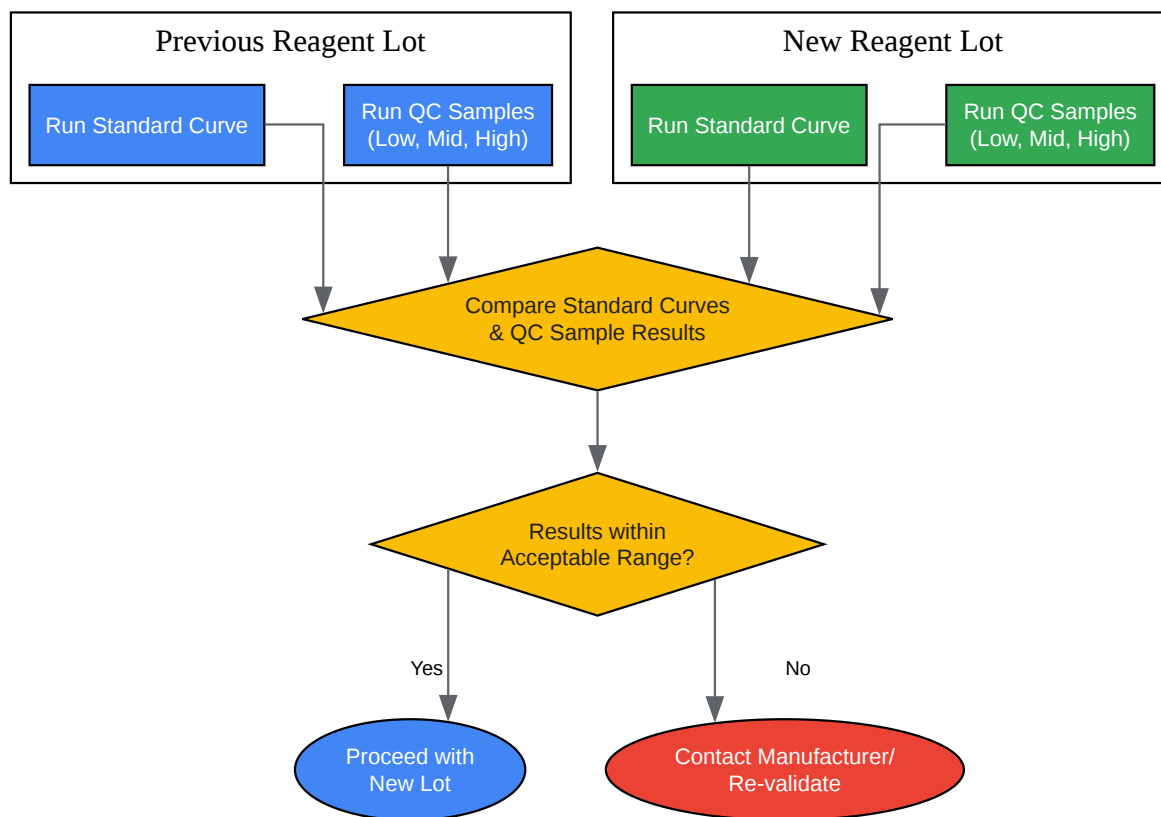 Previous Reagent Lot
New Reagent Lot
Run Standard Curve
Run QC Samples
(Low, Mid, High)
Run Standard Curve
Run QC Samples
(Low, Mid, High)
Compare Standard Curves
& QC Sample Results
Results within
Acceptable Range?
Yes
No
Proceed with
New Lot
Contact Manufacturer/
Re-validate